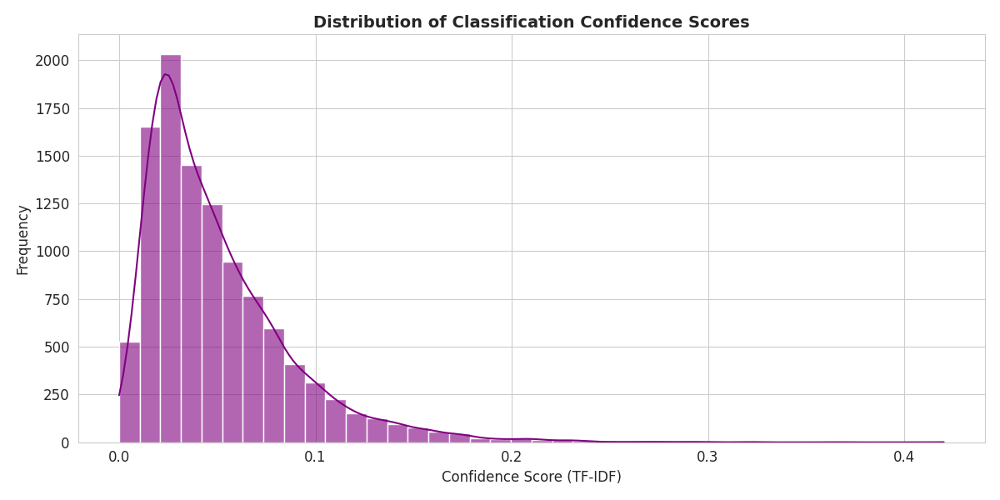 Distribution of Classification Confidence Scores
2000
1750
1500
1250
1000
750
500
250
0
Frequency
0.0 0.1 0.2 0.3 0.4
Confidence Score (TF-IDF)